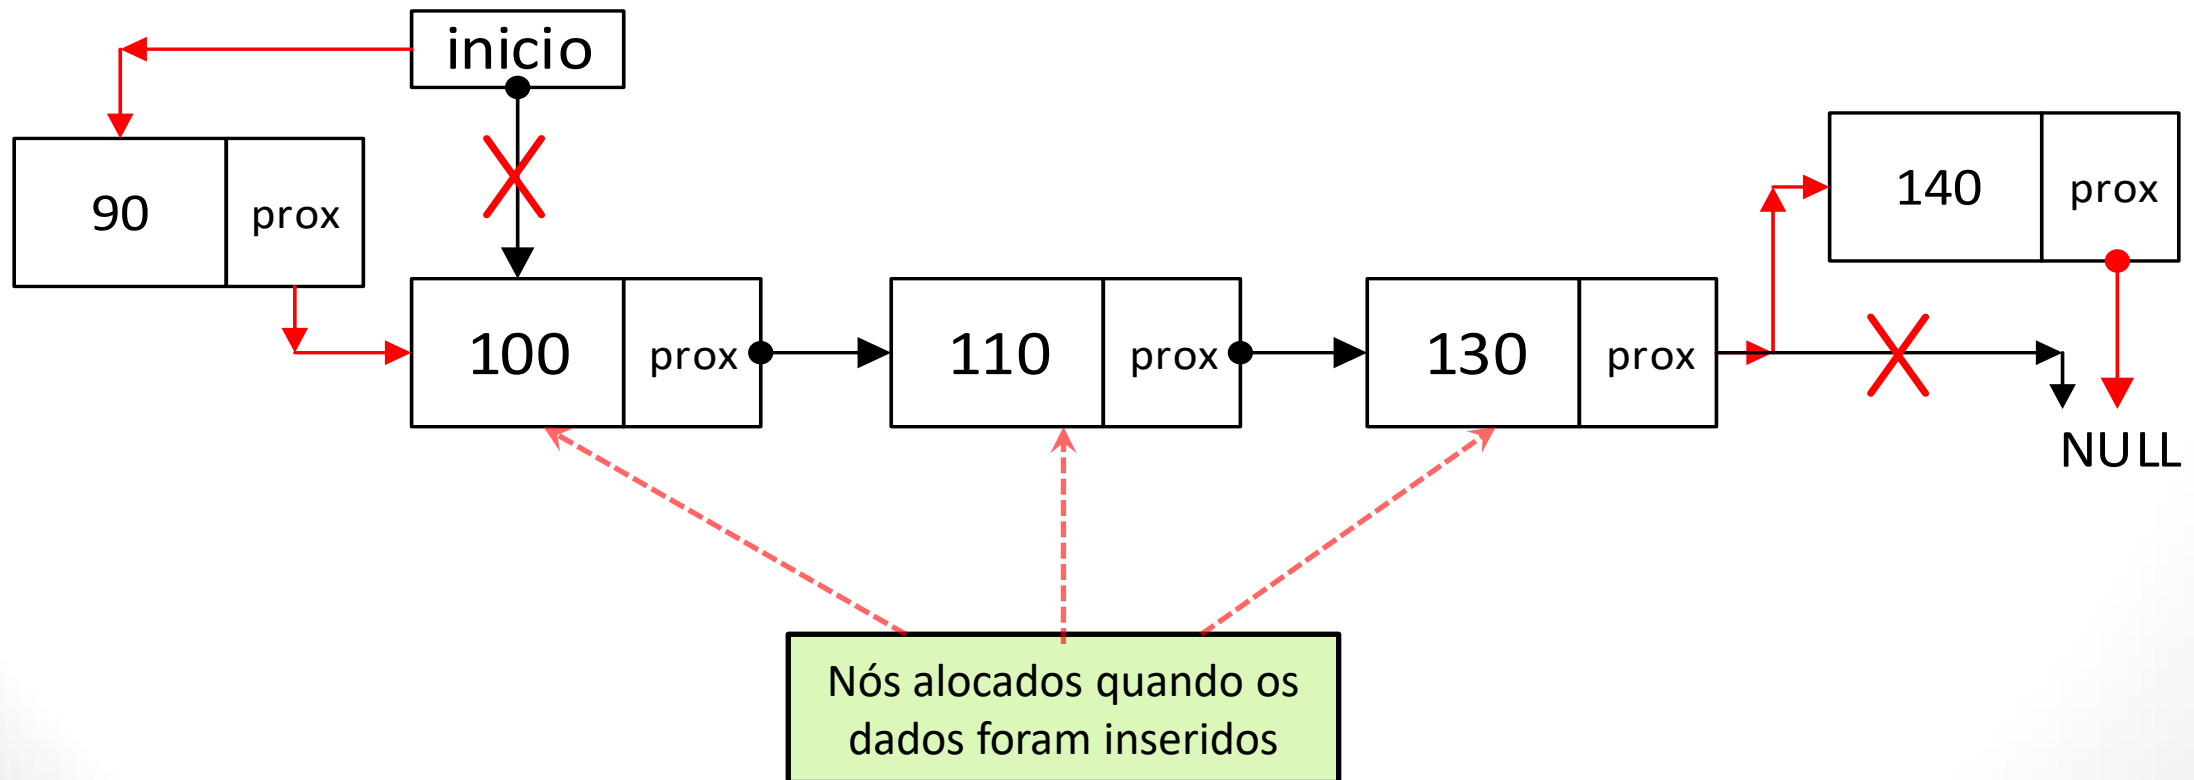 inicio
90 prox
140 prox
100 prox
110 prox
130 prox
NULL
Nós alocados quando os
dados foram inseridos